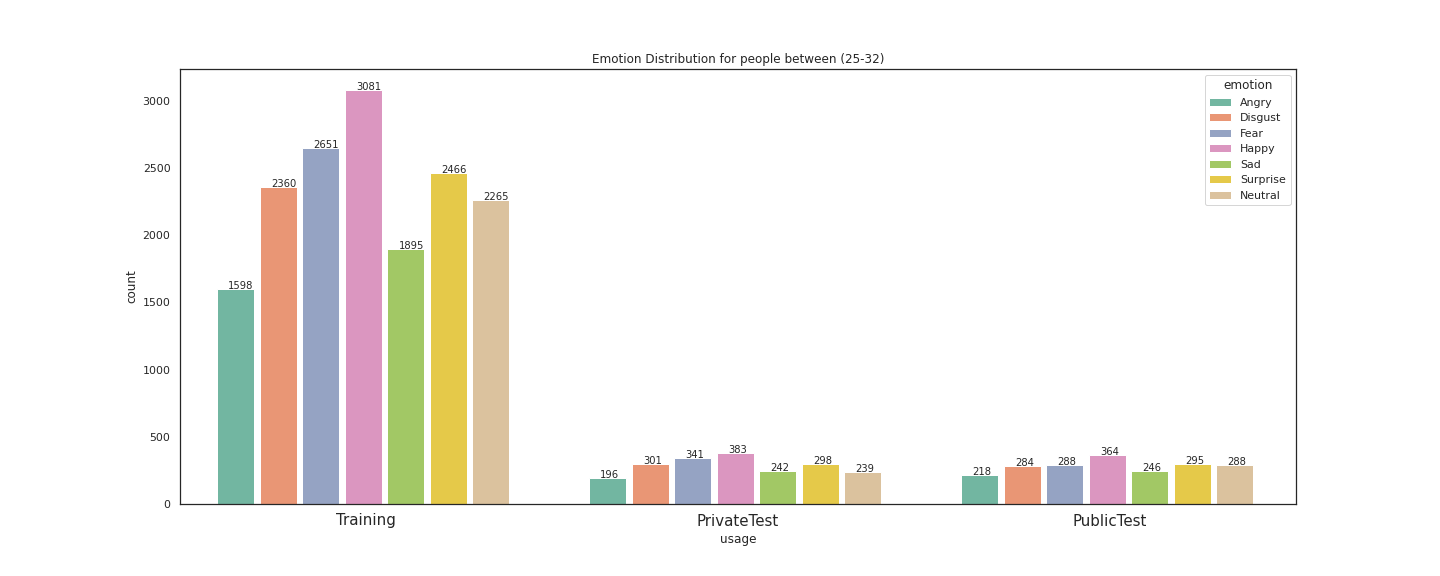 Emotion Distribution for people between (25-32)
count
3000
2500
2000
1500
1000
500
0
1598
2360
2651
3081
1895
2466
2265
196
301
341
383
242
298
239
218
284
288
364
246
295
288
emotion
Angry
Disgust
Fear
Happy
Sad
Surprise
Neutral
Training
PrivateTest
PublicTest
usage